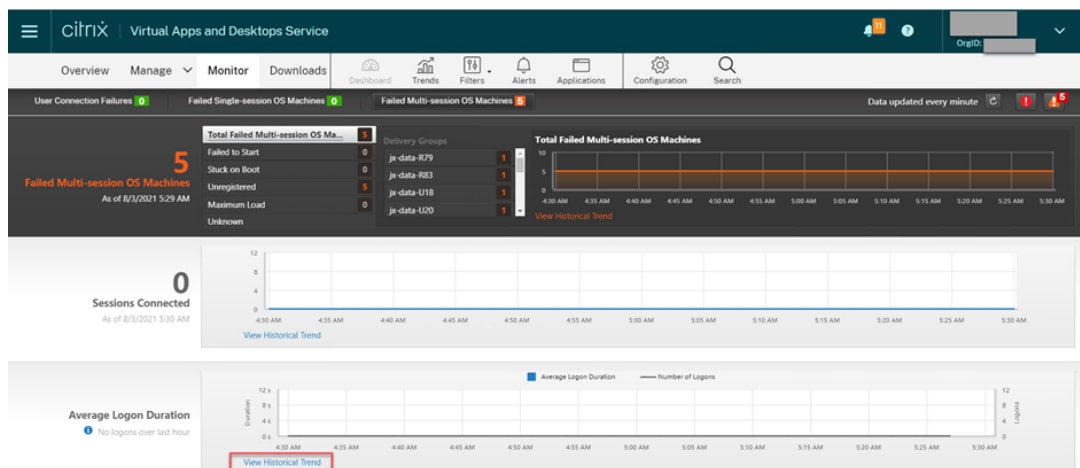 citrix Virtual Apps and Desktops Service 11 ? OrgID:
Overview Manage Monitor Downloads Dashboard Trends Filters Alerts Applications Configuration Search
User Connection Failures 0 Failed Single-session OS Machines 0 Failed Multi-session OS Machines 5 Data updated every minute ! 5
5
Failed Multi-session OS Machines
As of 8/3/2021 5:29 AM
Total Failed Multi-session OS Ma... 5
Failed to Start 0
Stuck on Boot 0
Unregistered 5
Maximum Load 0
Unknown
Delivery Groups
jx-data-R79 1
jx-data-R83 1
jx-data-U18 1
jx-data-U20 1
Total Failed Multi-session OS Machines
10
5
0
4:30 AM 4:35 AM 4:40 AM 4:45 AM 4:50 AM 4:55 AM 5:00 AM 5:05 AM 5:10 AM 5:15 AM 5:20 AM 5:25 AM 5:30 AM
View Historical Trend
0
Sessions Connected
As of 8/3/2021 5:30 AM
12
8
4
0
4:30 AM 4:35 AM 4:40 AM 4:45 AM 4:50 AM 4:55 AM 5:00 AM 5:05 AM 5:10 AM 5:15 AM 5:20 AM 5:25 AM 5:30 AM
View Historical Trend
Average Logon Duration
No logons over last hour
Average Logon Duration Number of Logons
Duration
12 s
8 s
4 s
0 s
12
8
4
0
Logons
4:30 AM 4:35 AM 4:40 AM 4:45 AM 4:50 AM 4:55 AM 5:00 AM 5:05 AM 5:10 AM 5:15 AM 5:20 AM 5:25 AM 5:30 AM
View Historical Trend